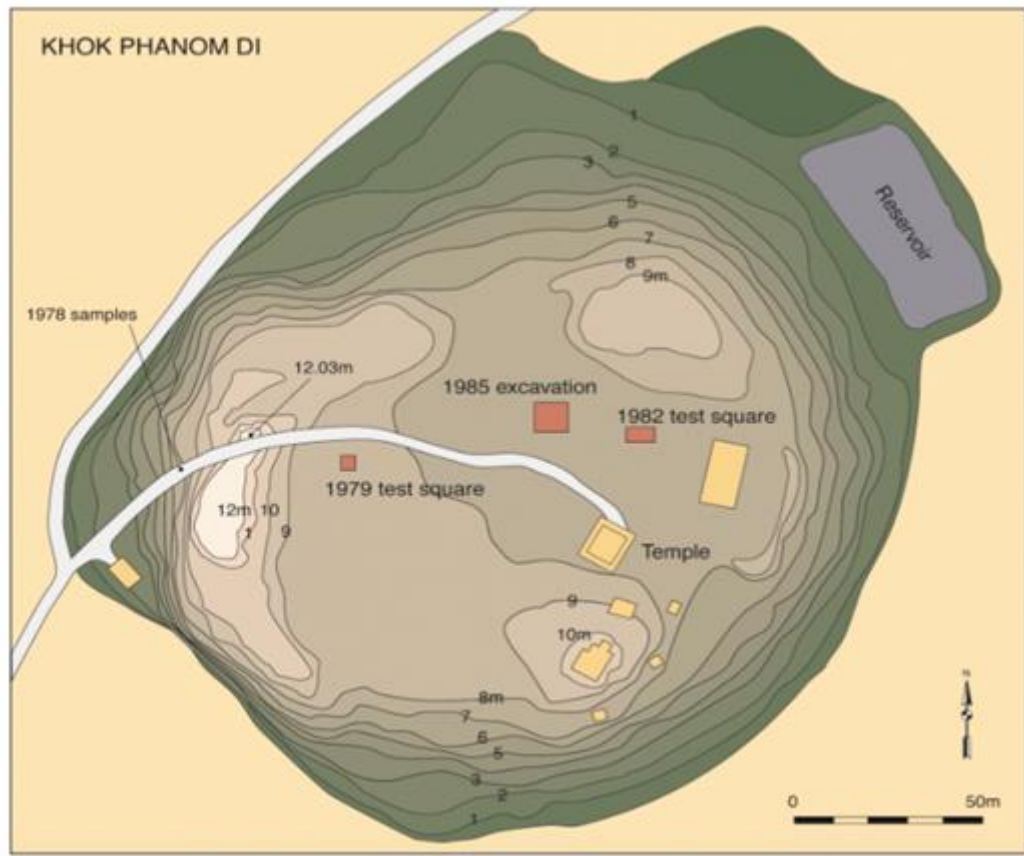 KHOK PHANOM DI
1
2
3
5
6
7
8
9m
Reservoir
1978 samples
12.03m
1985 excavation
1982 test square
1979 test square
12m 10
1 9
Temple
9
10m
8m
7
6
5
3
2
1
N
0 50m